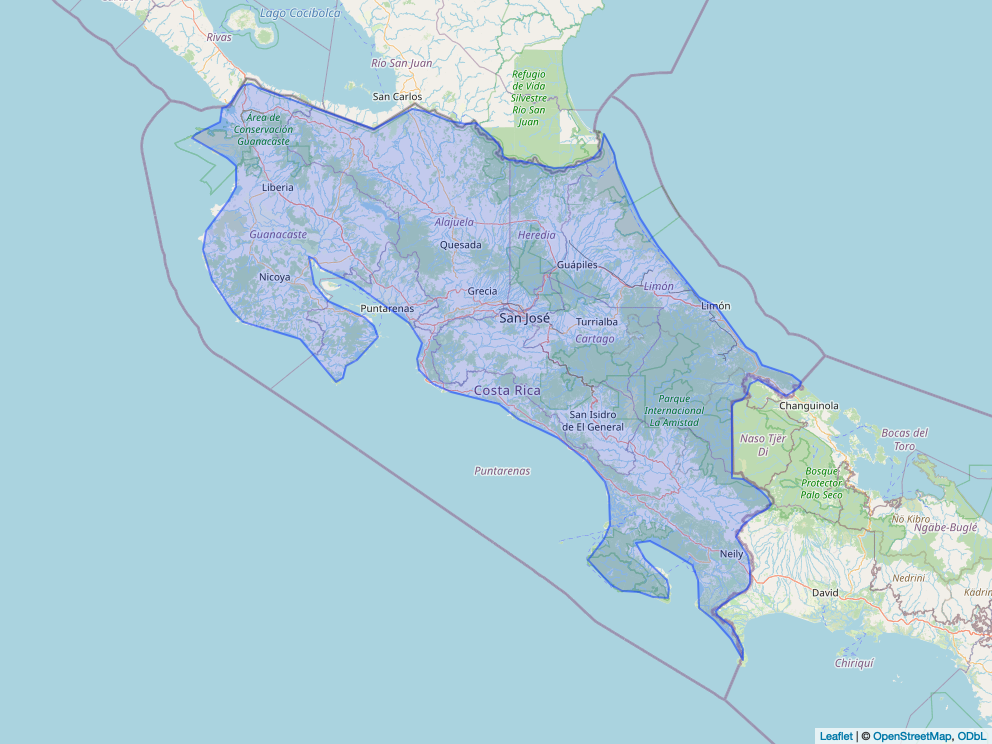 Lago Cocibolca
Rivas
Río San Juan
San Carlos
Refugio
de Vida
Silvestre
Río San
Juan
Área de
Conservación
Guanacaste
Liberia
Guanacaste
Alajuela
Quesada
Heredia
Guápiles
Nicoya
Grecia
Limón
Limón
Puntarenas
San José
Turrialba
Cartago
Costa Rica
Parque
Internacional
La Amistad
San Isidro
de El General
Changuinola
Bocas del
Toro
Naso Tjër
Di
Bosque
Protector
Palo Seco
Puntarenas
Ño Kribo
Ngäbe-Buglé
Neily
Nedrini
Kädri
David
Chiriquí
Leaflet | © OpenStreetMap, ODbL